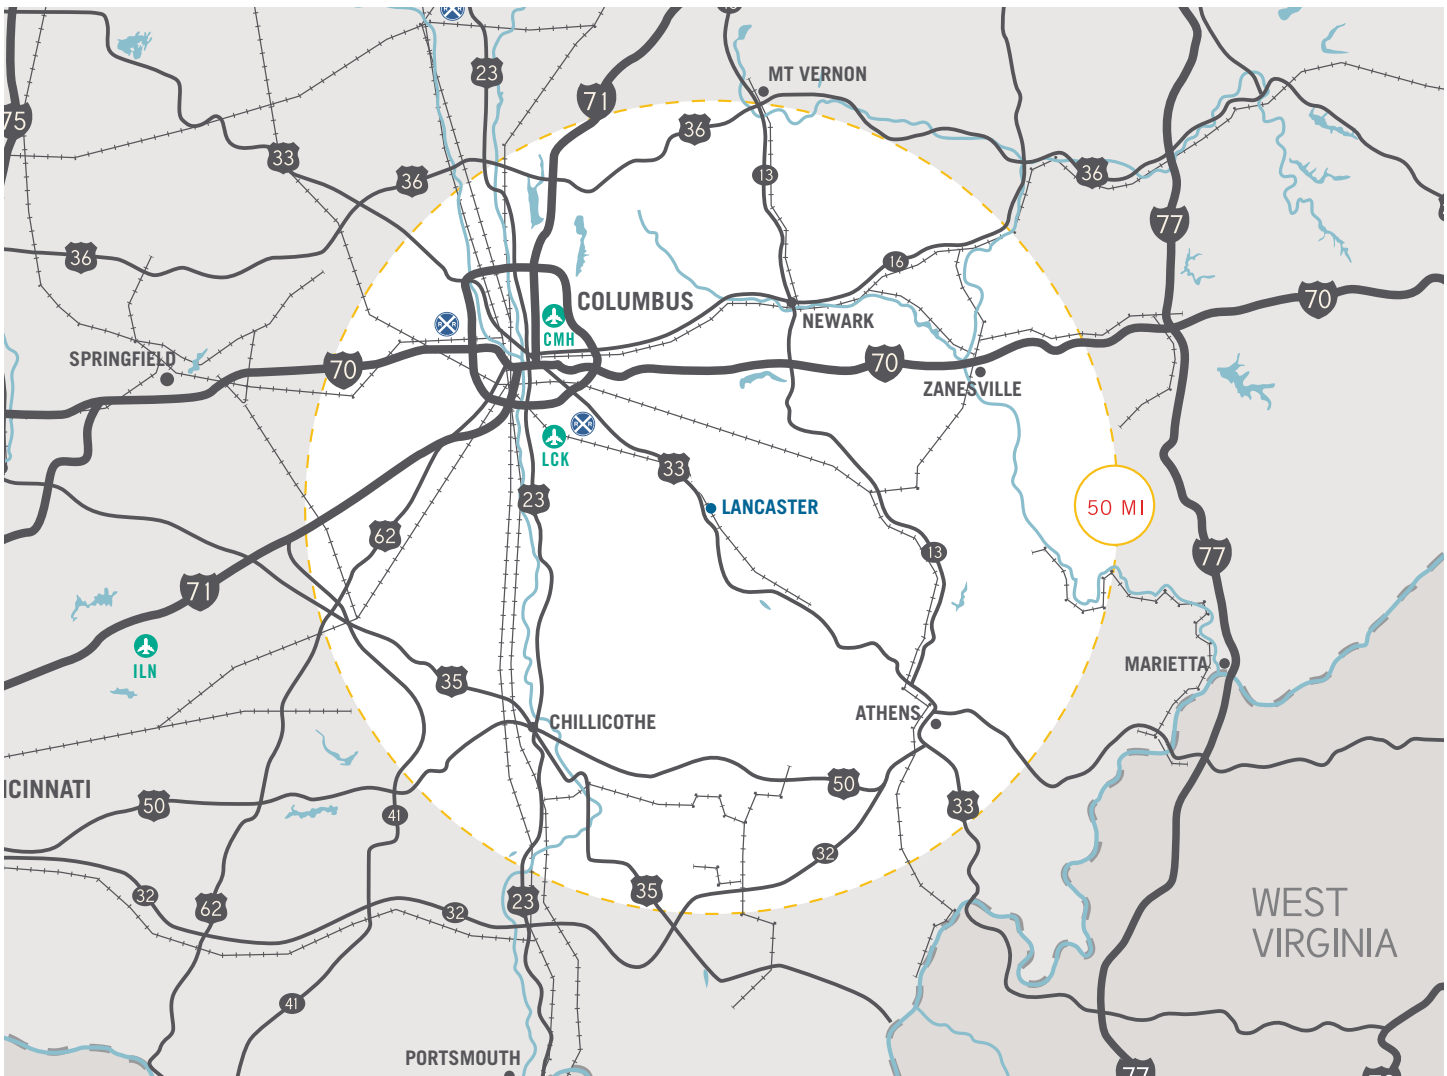 23
MT VERNON
71
75
36
33
13
36
36
77
36
16
70
COLUMBUS
CMH
NEWARK
SPRINGFIELD
70
70
ZANESVILLE
LCK
33
23
LANCASTER
50 MI
62
13
77
71
ILN
35
MARIETTA
CHILLICOTHE
ATHENS
CINNATI
50
50
33
41
32
32
35
62
23
32
WEST
VIRGINIA
41
PORTSMOUTH
77